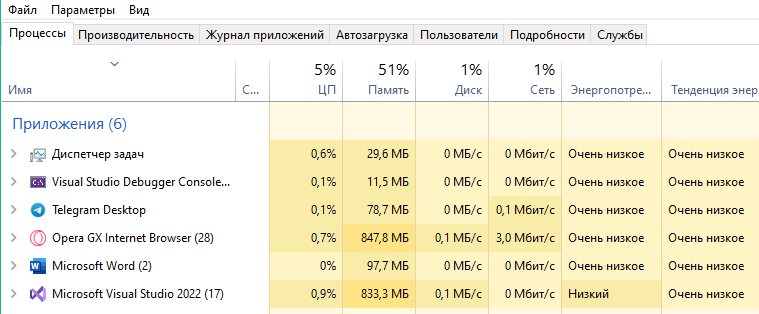 Файл Параметры Вид
Процессы Производительность Журнал приложений Автозагрузка Пользователи Подробности Службы
5% 51% 1% 1%
Имя С... ЦП Память Диск Сеть Энергопотре... Тенденция энер
Приложения (6)
Диспетчер задач 0,6% 29,6 МБ 0 МБ/с 0 Мбит/с Очень низкое Очень низкое
Visual Studio Debugger Console... 0,1% 11,5 МБ 0 МБ/с 0 Мбит/с Очень низкое Очень низкое
Telegram Desktop 0,1% 78,7 МБ 0 МБ/с 0,1 Мбит/с Очень низкое Очень низкое
Opera GX Internet Browser (28) 0,7% 847,8 МБ 0,1 МБ/с 3,0 Мбит/с Очень низкое Очень низкое
Microsoft Word (2) 0% 97,7 МБ 0 МБ/с 0 Мбит/с Очень низкое Очень низкое
Microsoft Visual Studio 2022 (17) 0,9% 833,3 МБ 0,1 МБ/с 0 Мбит/с Низкий Очень низкое